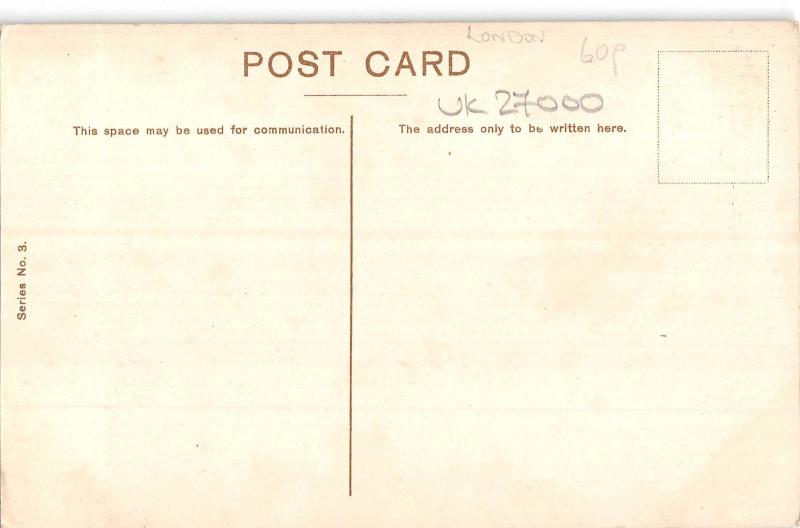 LONDON
60p
POST CARD
UK 27000
This space may be used for communication.
The address only to be written here.
Series No. 3.